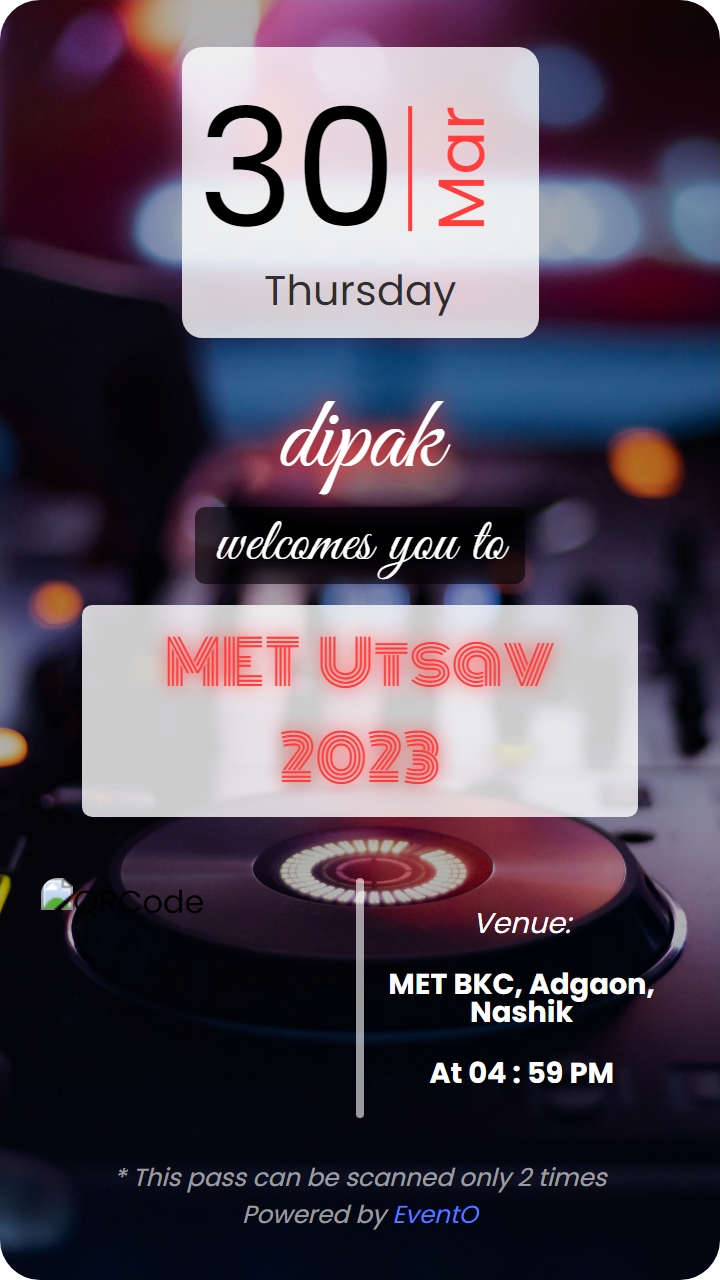 30 Mar
Thursday
dipak
welcomes you to
MET Utsav
2023
QRCode
Venue:
MET BKC, Adgaon,
Nashik
At 04 : 59 PM
* This pass can be scanned only 2 times
Powered by EventO